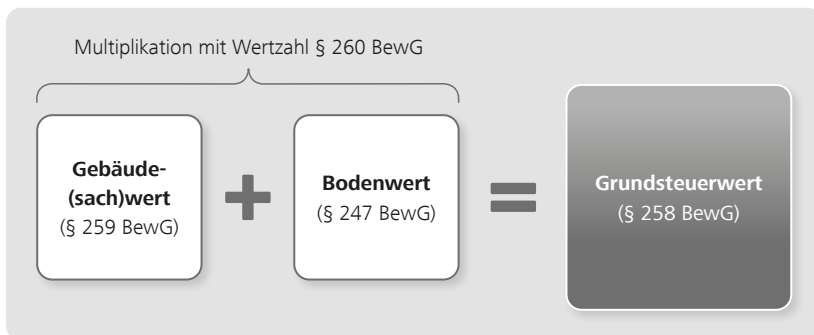 Multiplikation mit Wertzahl § 260 BewG
Gebäude-
(sach)wert
(§ 259 BewG)
+
Bodenwert
(§ 247 BewG)
=
Grundsteuerwert
(§ 258 BewG)